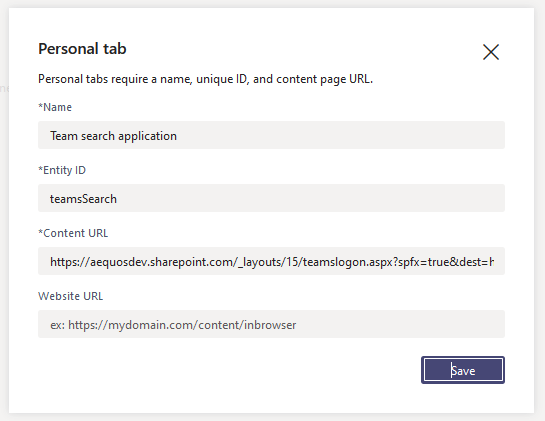 Personal tab
Personal tabs require a name, unique ID, and content page URL.
*Name
Team search application
*Entity ID
teamsSearch
*Content URL
https://aequosdev.sharepoint.com/_layouts/15/teamslogon.aspx?spfx=true&dest=h
Website URL
ex: https://mydomain.com/content/inbrowser
Save